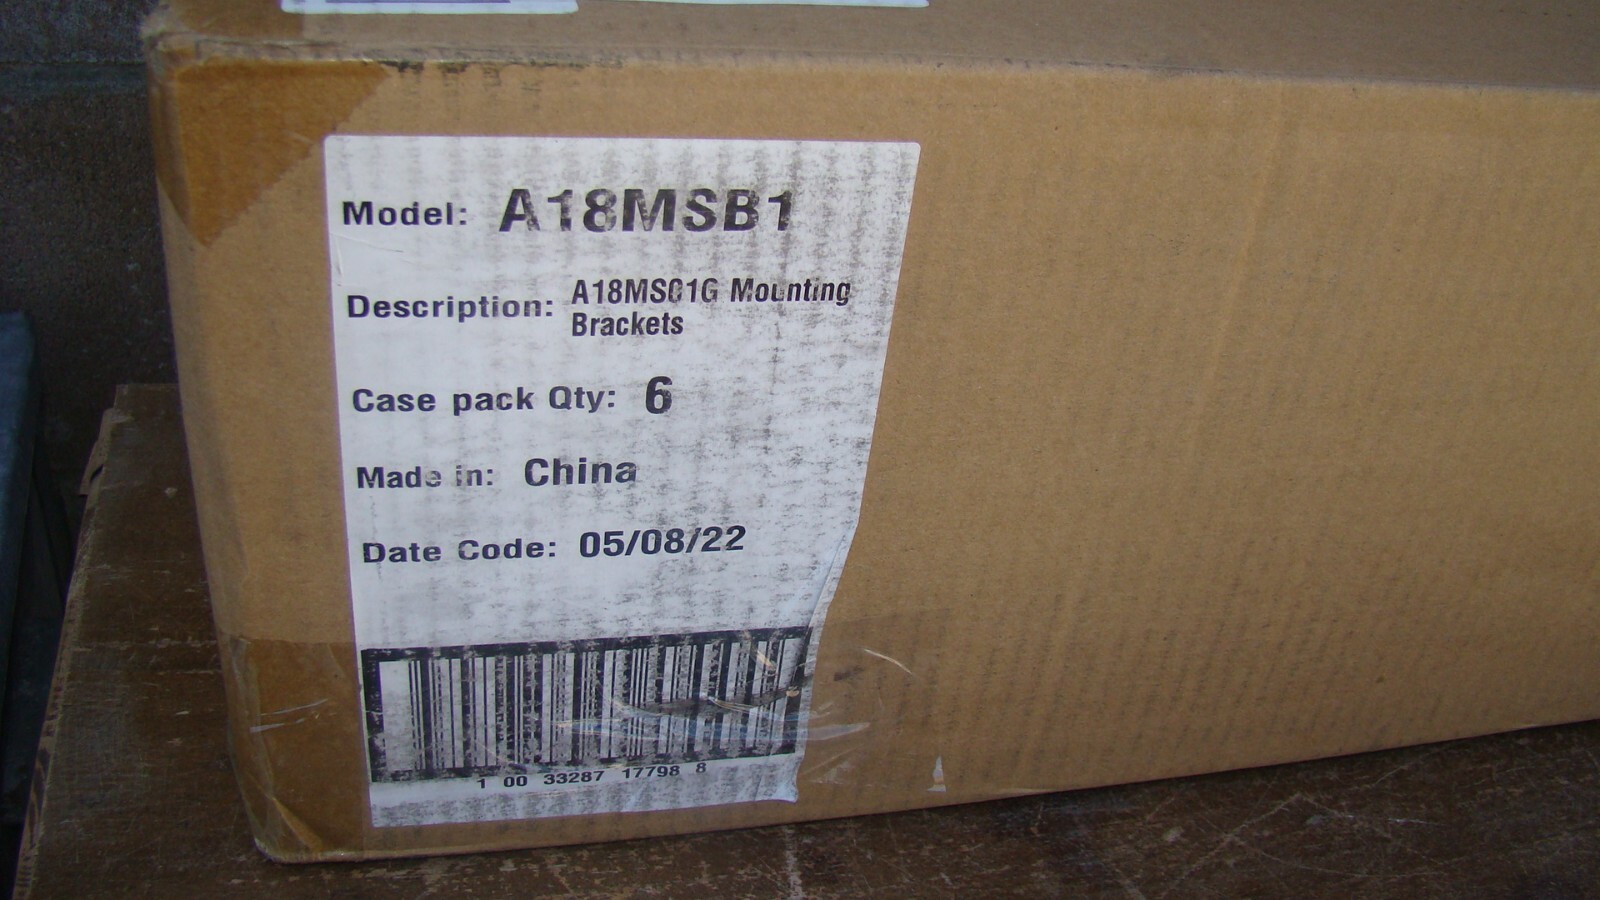 Model: A18MSB1
Description: A18MS01G Mounting
Brackets
Case pack Qty: 6
Made in: China
Date Code: 05/08/22
1 00 33287 17798 8